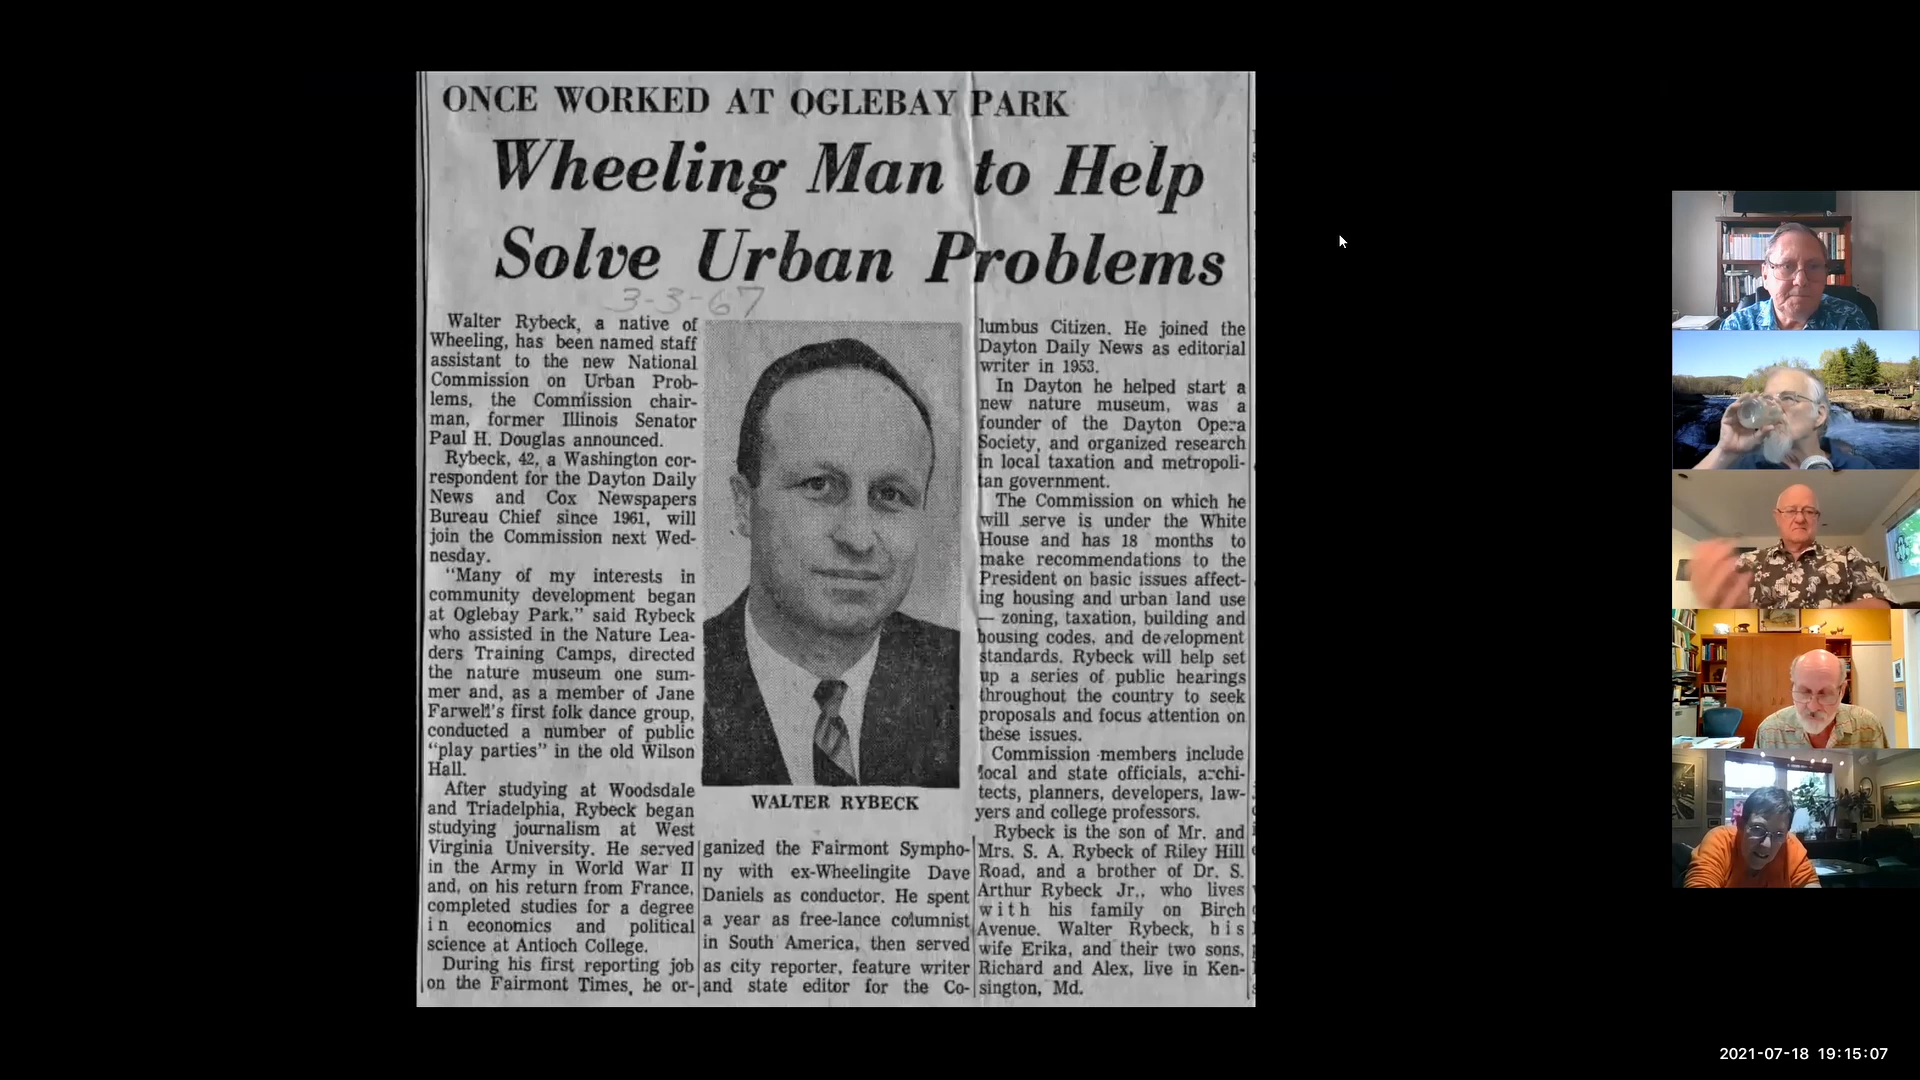 ONCE WORKED AT OGLEBAY PARK
Wheeling Man to Help
Solve Urban Problems
3-3-67
Walter Rybeck, a native of
Wheeling, has been named staff
assistant to the new National
Commission on Urban Prob-
lems, the Commission chair-
man, former Illinois Senator
Paul H. Douglas announced.
Rybeck, 42, a Washington cor-
respondent for the Dayton Daily
News and Cox Newspapers
Bureau Chief since 1961, will
join the Commission next Wed-
nesday.
"Many of my interests in
community development began
at Oglebay Park," said Rybeck
who assisted in the Nature Lea-
ders Training Camps, directed
the nature museum one sum-
mer and, as a member of Jane
Farwell's first folk dance group,
conducted a number of public
"play parties" in the old Wilson
Hall.
After studying at Woodsdale
and Triadelphia, Rybeck began
studying journalism at West
Virginia University. He served
in the Army in World War II
and, on his return from France,
completed studies for a degree
in economics and political
science at Antioch College.
During his first reporting job
on the Fairmont Times, he or-
WALTER RYBECK
ganized the Fairmont Sympho-
ny with ex-Wheelingite Dave
Daniels as conductor. He spent
a year as free-lance columnist
in South America, then served
as city reporter, feature writer
and state editor for the Co-
lumbus Citizen. He joined the
Dayton Daily News as editorial
writer in 1953.
In Dayton he helped start a
new nature museum, was a
founder of the Dayton Opera
Society, and organized research
in local taxation and metropoli-
tan government.
The Commission on which he
will serve is under the White
House and has 18 months to
make recommendations to the
President on basic issues affect-
ing housing and urban land use
— zoning, taxation, building and
housing codes, and development
standards. Rybeck will help set
up a series of public hearings
throughout the country to seek
proposals and focus attention on
these issues.
Commission members include
local and state officials, archi-
tects, planners, developers, law-
yers and college professors.
Rybeck is the son of Mr. and
Mrs. S. A. Rybeck of Riley Hill
Road, and a brother of Dr. S.
Arthur Rybeck Jr., who lives
with his family on Birch
Avenue. Walter Rybeck, his
wife Erika, and their two sons,
Richard and Alex, live in Ken-
sington, Md.
2021-07-18 19:15:07